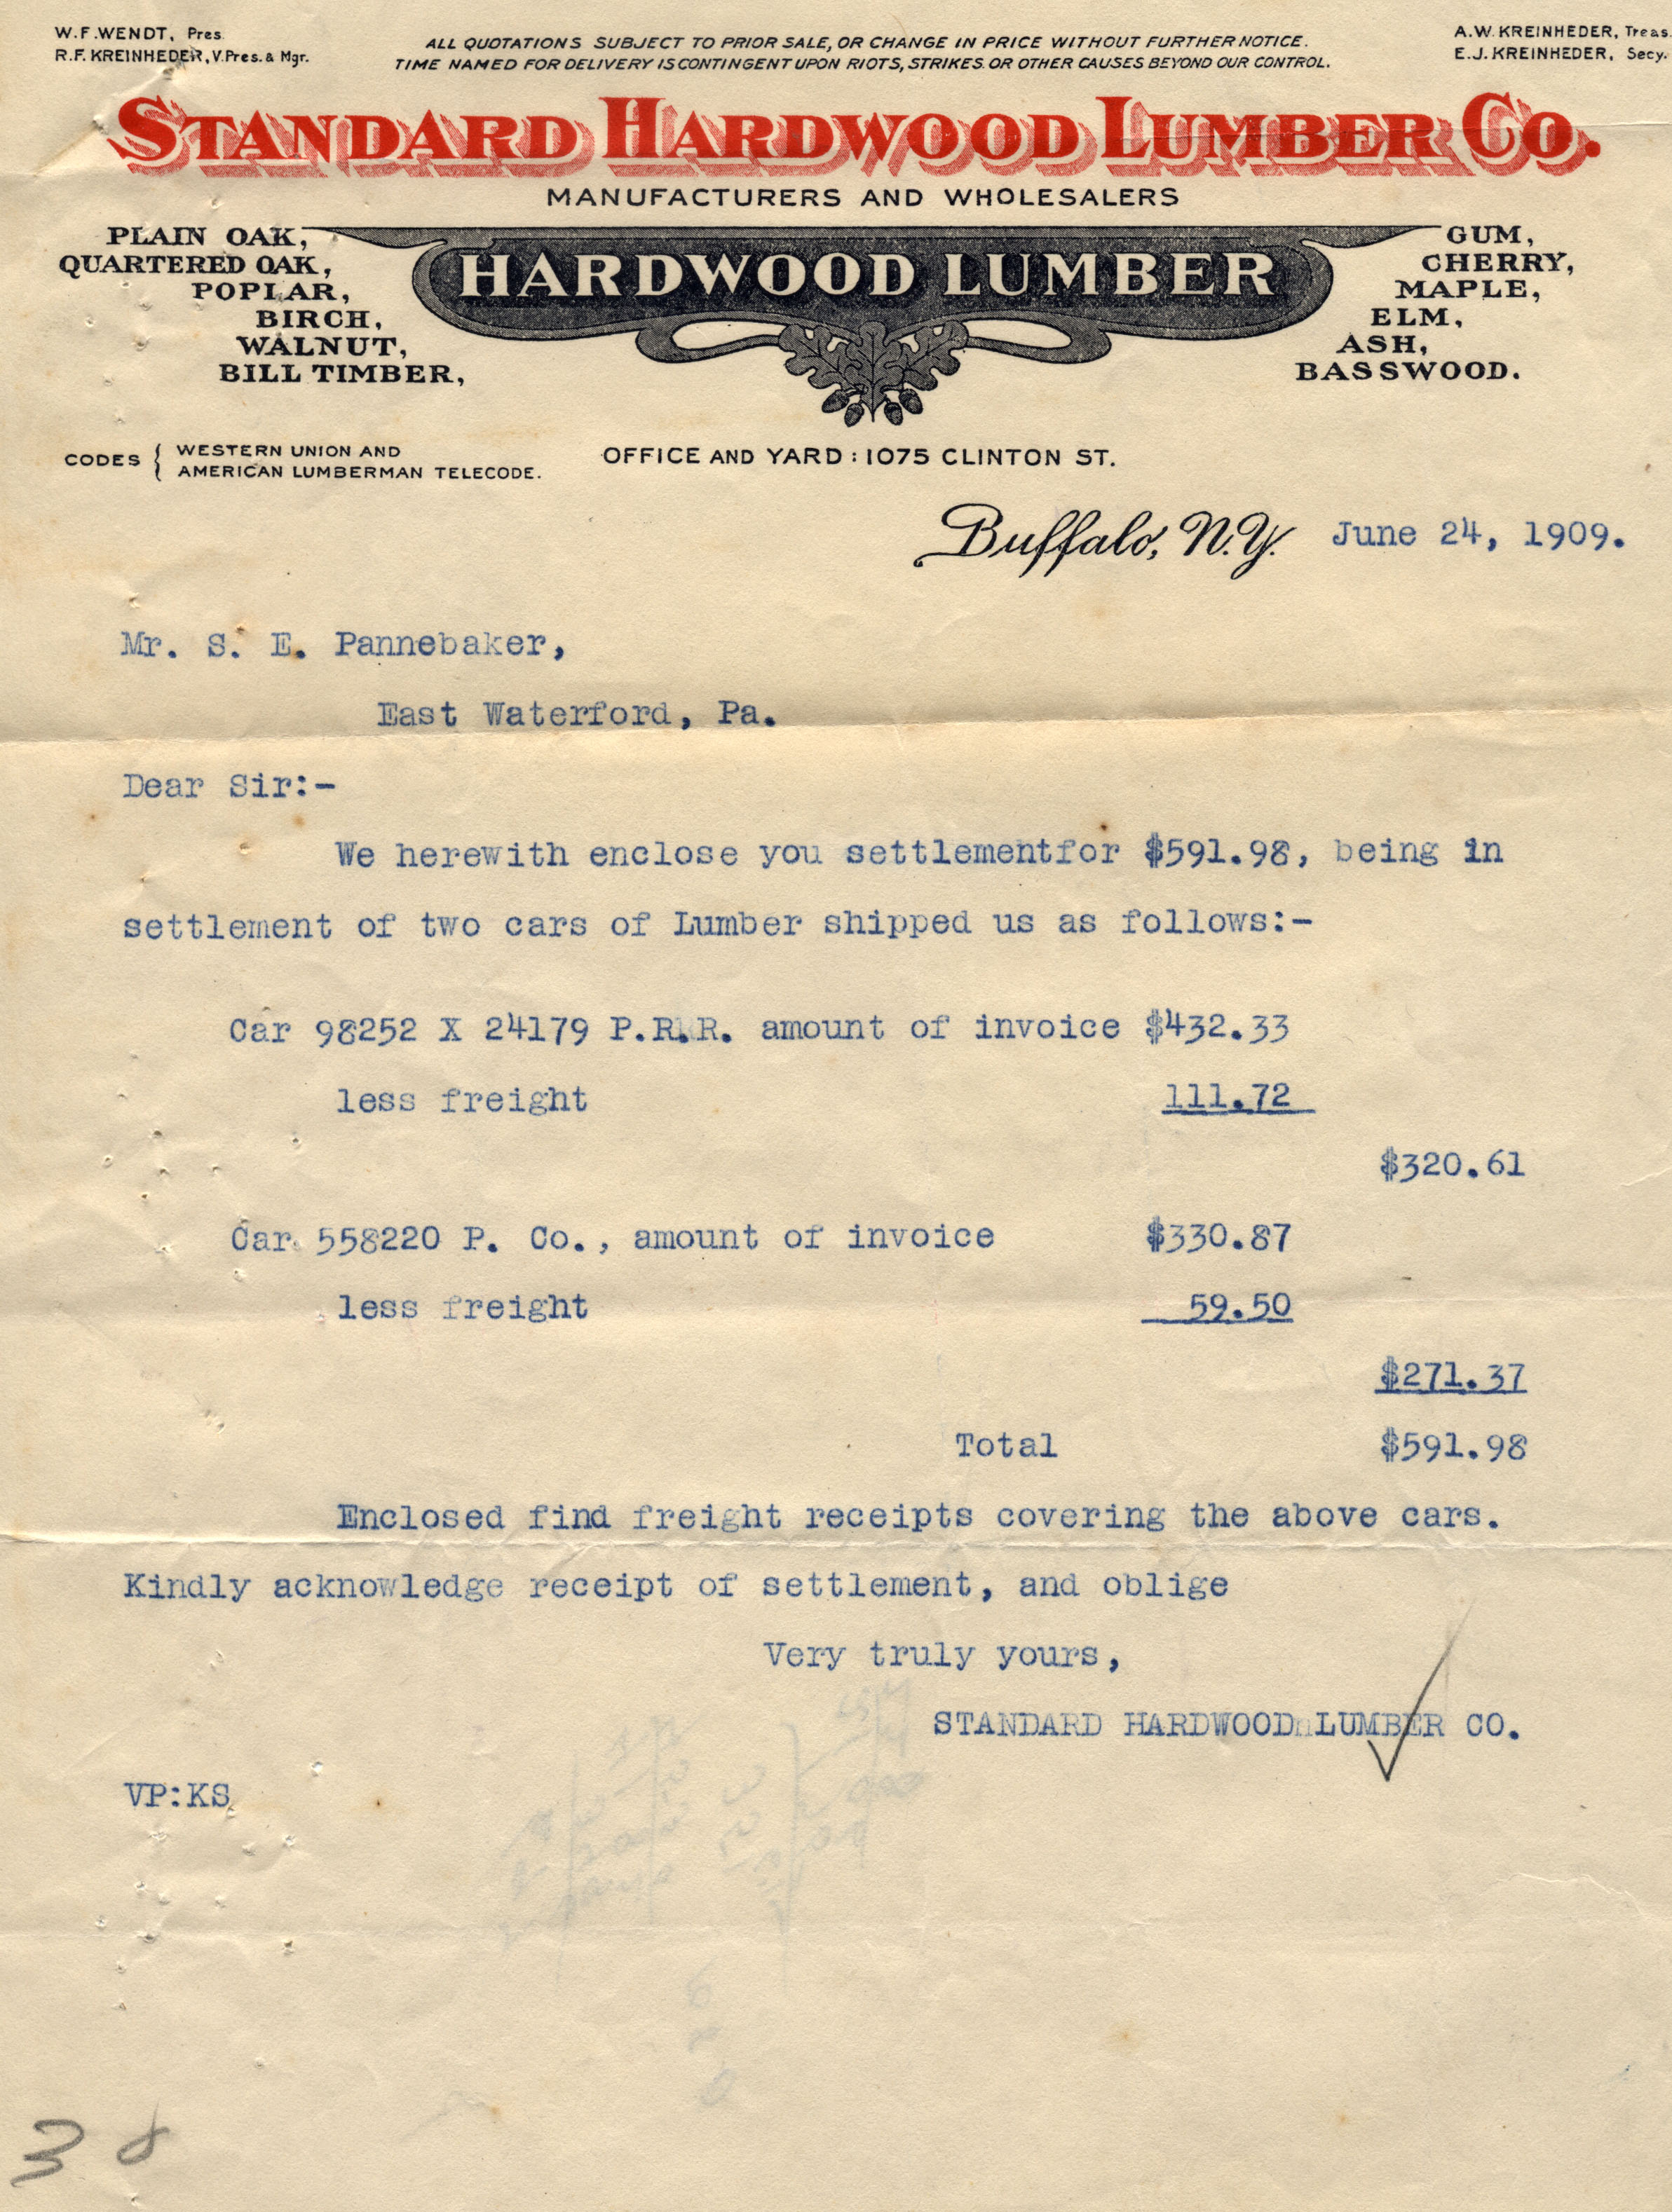 W.F. WENDT, Pres.
R.F. KREINHEDER, V.Pres. & Mgr.
ALL QUOTATIONS SUBJECT TO PRIOR SALE, OR CHANGE IN PRICE WITHOUT FURTHER NOTICE.
TIME NAMED FOR DELIVERY IS CONTINGENT UPON RIOTS, STRIKES OR OTHER CAUSES BEYOND OUR CONTROL.
A.W. KREINHEDER, Treas.
E.J. KREINHEDER, Secy.
STANDARD HARDWOOD LUMBER CO.
MANUFACTURERS AND WHOLESALERS
PLAIN OAK,
QUARTERED OAK,
POPLAR,
BIRCH,
WALNUT,
BILL TIMBER,
HARDWOOD LUMBER
GUM,
CHERRY,
MAPLE,
ELM,
ASH,
BASSWOOD.
CODES { WESTERN UNION AND
AMERICAN LUMBERMAN TELECODE.
OFFICE AND YARD : 1075 CLINTON ST.
Buffalo, N.Y. June 24, 1909.
Mr. S. E. Pannebaker,
East Waterford, Pa.
Dear Sir:-
We herewith enclose you settlementfor $591.98, being in
settlement of two cars of Lumber shipped us as follows:-
Car 98252 X 24179 P.R.R. amount of invoice $432.33
less freight 111.72
$320.61
Car 558220 P. Co., amount of invoice $330.87
less freight 59.50
$271.37
Total $591.98
Enclosed find freight receipts covering the above cars.
Kindly acknowledge receipt of settlement, and oblige
Very truly yours,
STANDARD HARDWOOD LUMBER CO.
VP:KS
3 8